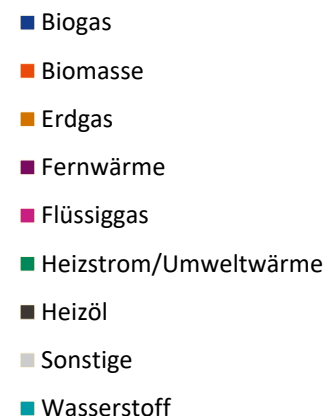 Biogas
Biomasse
Erdgas
Fernwärme
Flüssiggas
Heizstrom/Umweltwärme
Heizöl
Sonstige
Wasserstoff